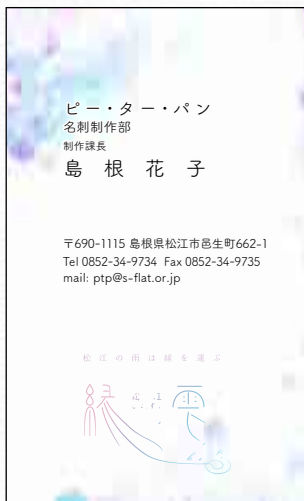 ピー・ター・パン
名刺制作部
制作課長
島 根 花 子
〒690-1115 島根県松江市邑生町662-1
Tel 0852-34-9734 Fax 0852-34-9735
mail: ptp@s-flat.or.jp
松江の雨は縁を運ぶ
縁雫